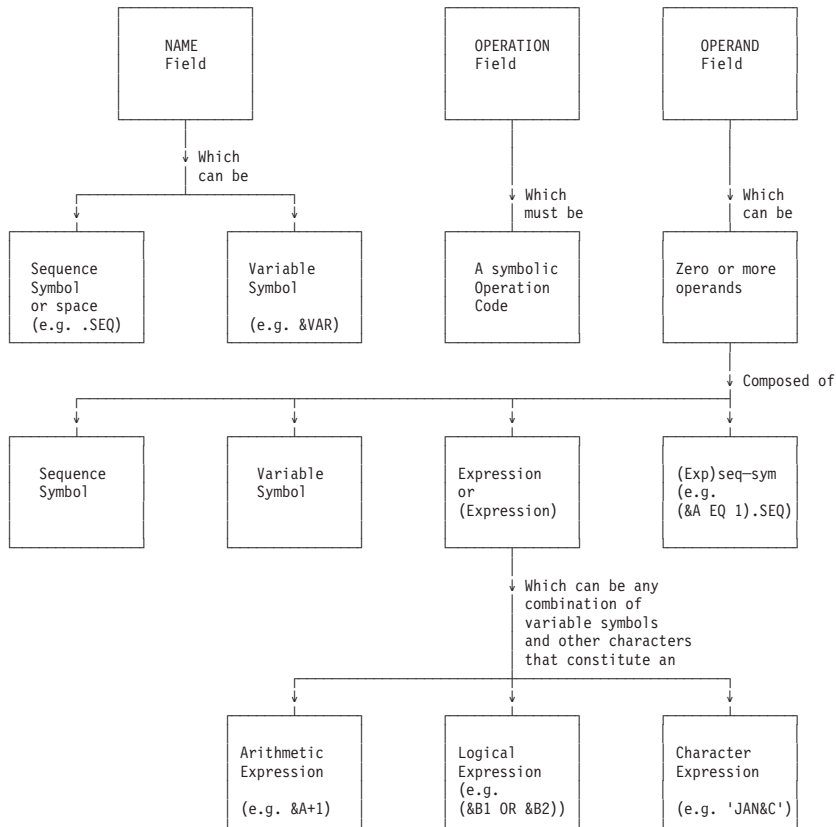 NAME
Field
OPERATION
Field
OPERAND
Field
Which
can be
Which
must be
Which
can be
Sequence
Symbol
or space
(e.g. .SEQ)
Variable
Symbol
(e.g. &VAR)
A symbolic
Operation
Code
Zero or more
operands
Composed of
Sequence
Symbol
Variable
Symbol
Expression
or
(Expression)
(Exp)seq—sym
(e.g.
(&A EQ 1).SEQ)
Which can be any
combination of
variable symbols
and other characters
that constitute an
Arithmetic
Expression
(e.g. &A+1)
Logical
Expression
(e.g.
(&B1 OR &B2))
Character
Expression
(e.g. 'JAN&C')